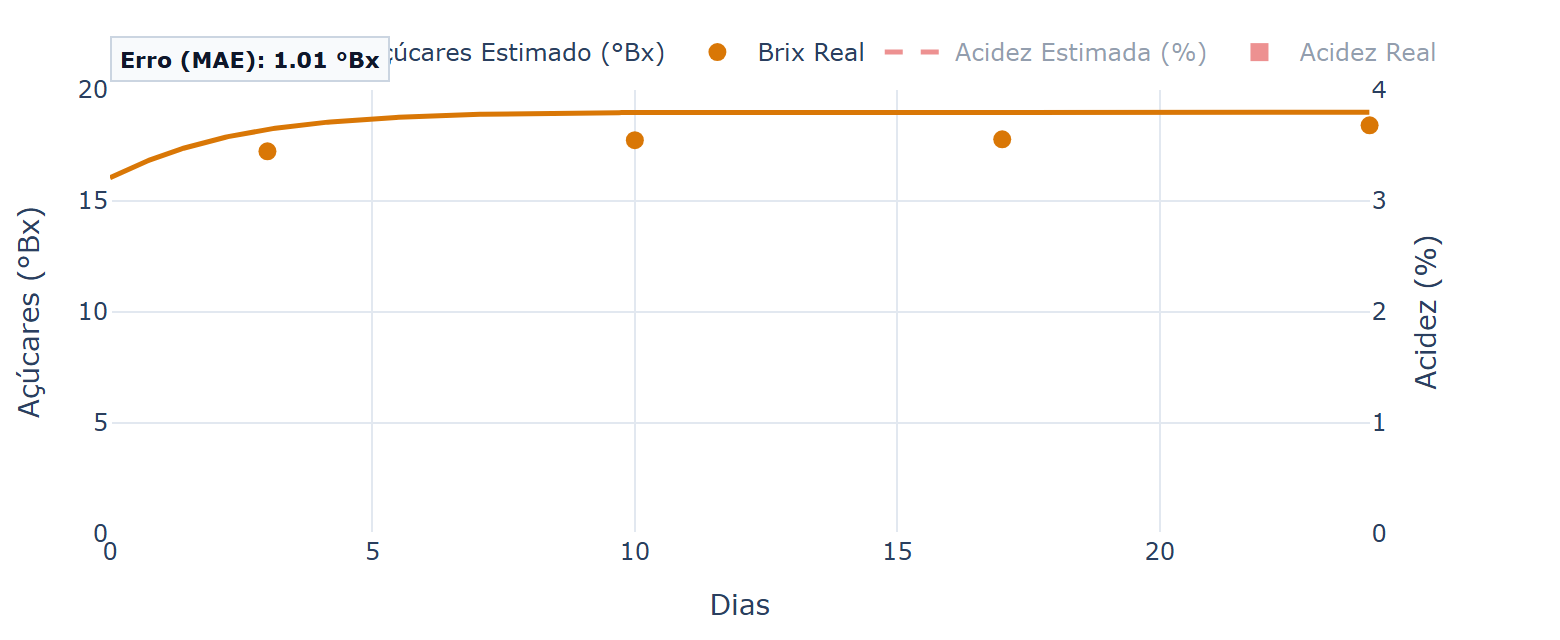 Erro (MAE): 1.01 °Bx
çúcares Estimado (°Bx)
Brix Real
Acidez Estimada (%)
Acidez Real
20
15
10
5
0
Açúcares (°Bx)
4
3
2
1
0
Acidez (%)
0
5
10
15
20
Dias